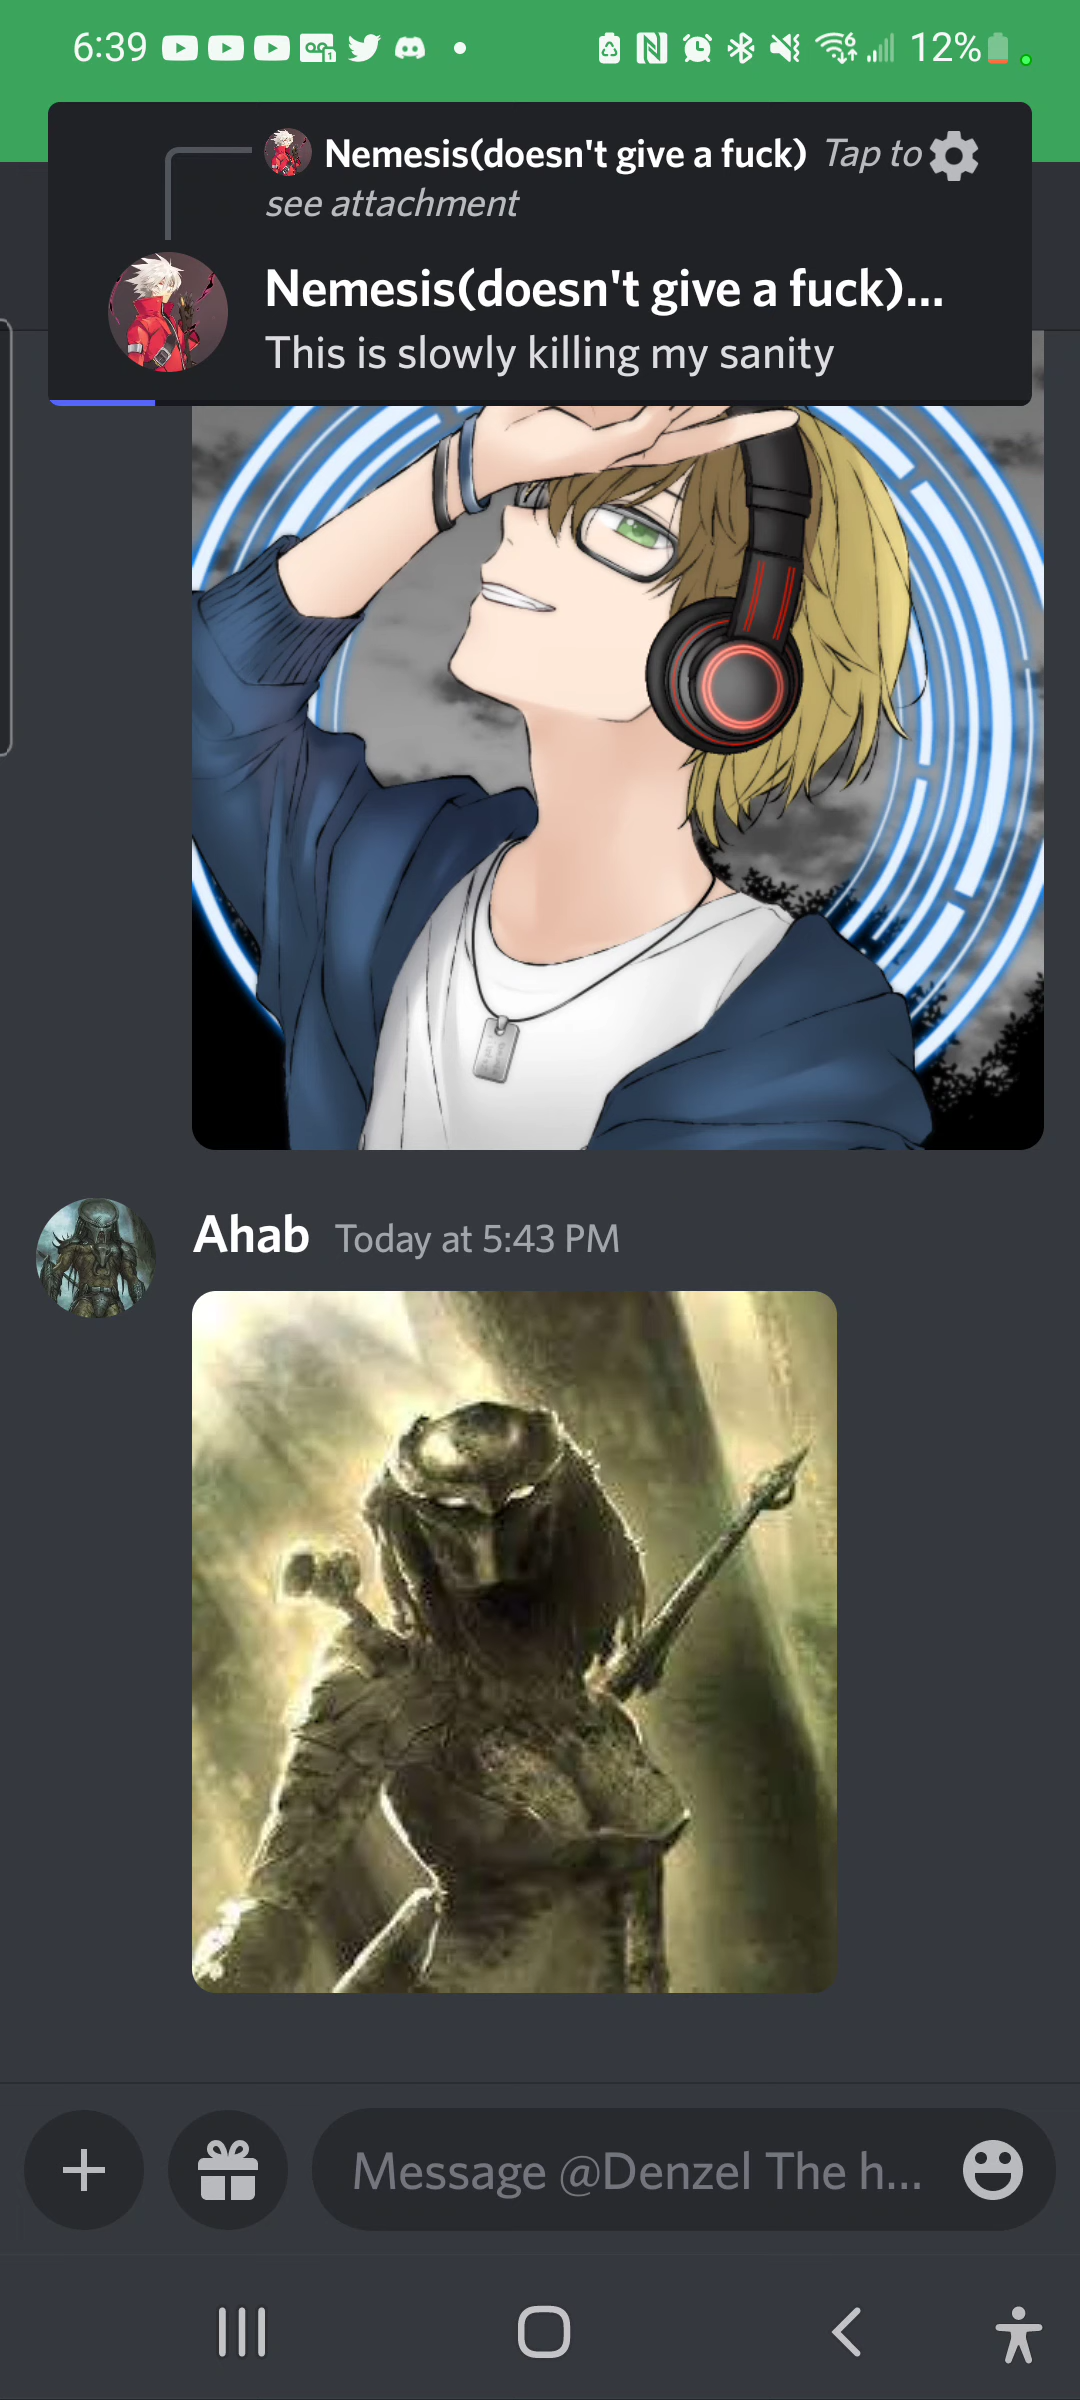 6:39
12%
Nemesis(doesn't give a fuck) Tap to
see attachment
Nemesis(doesn't give a fuck)...
This is slowly killing my sanity
Ahab Today at 5:43 PM
Message @Denzel The h...